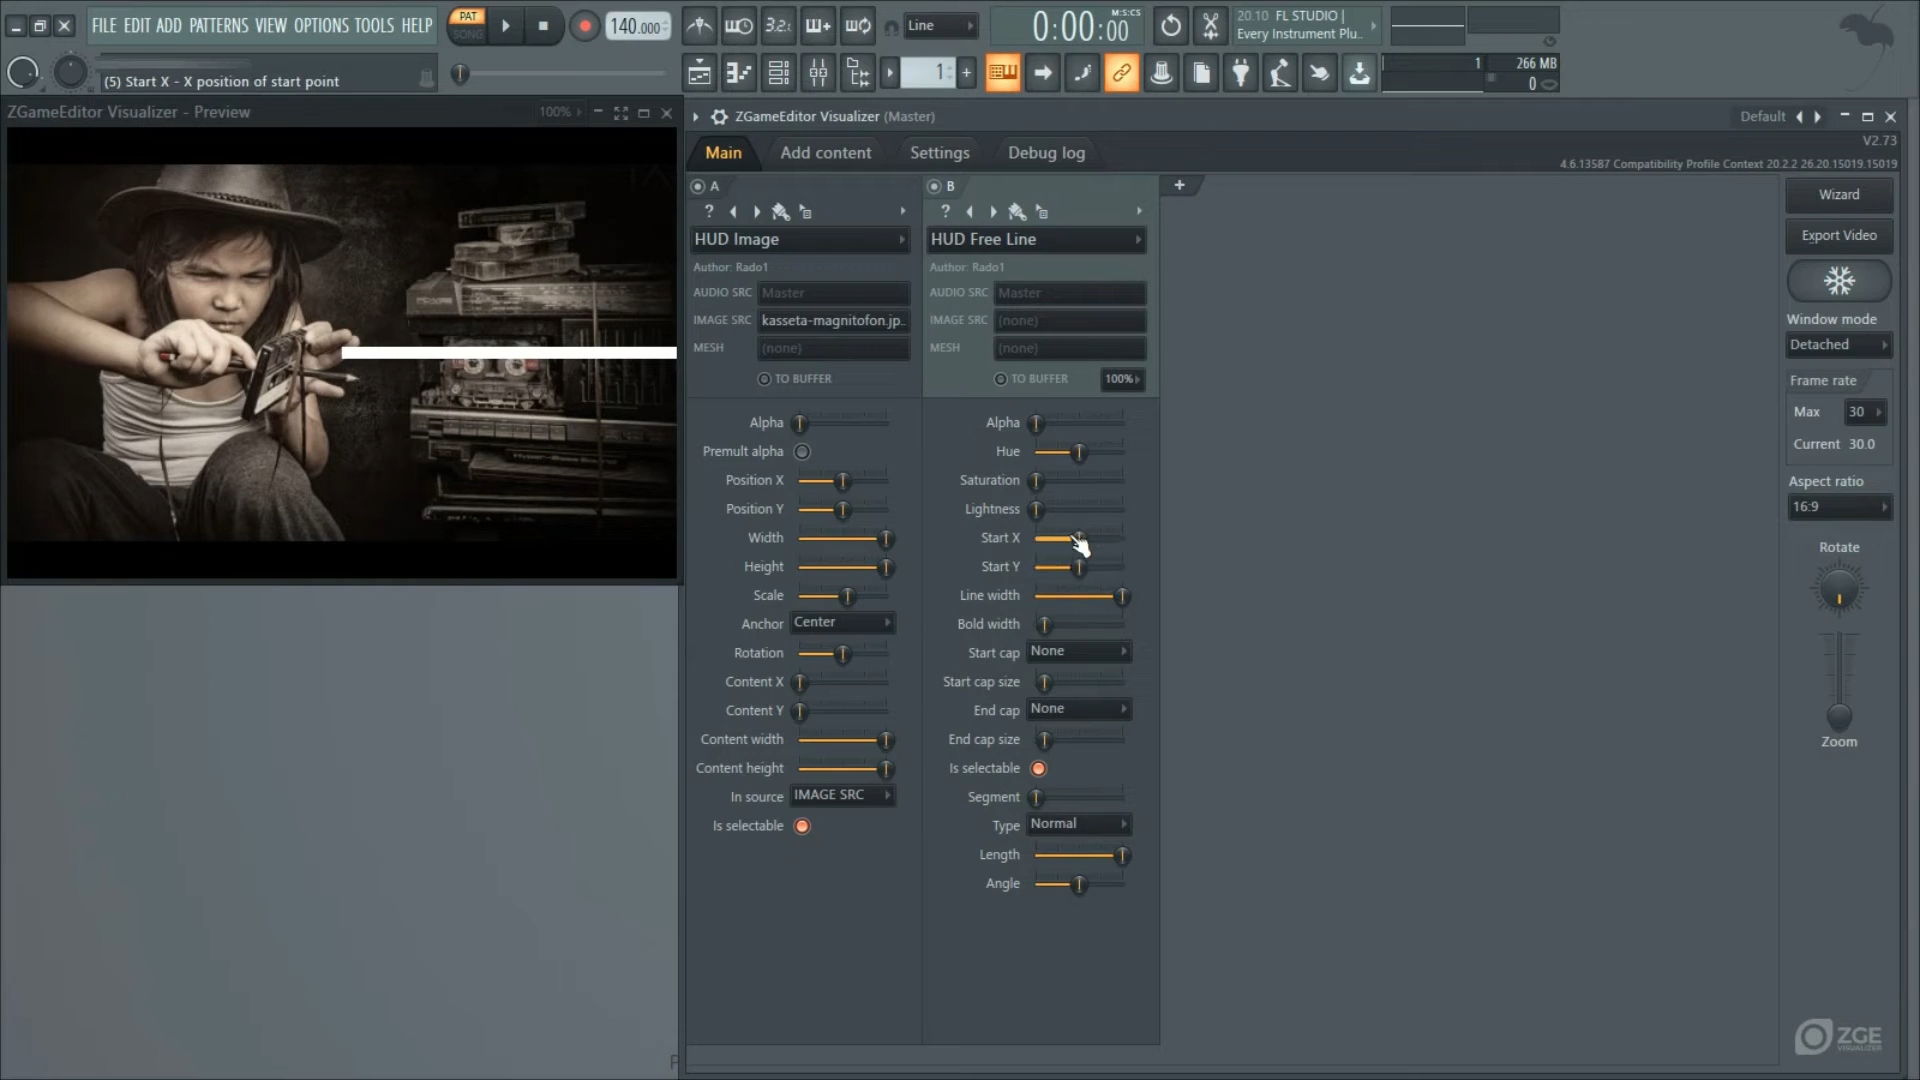 FILE EDIT ADD PATTERNS VIEW OPTIONS TOOLS HELP
PAT
SONG
140.000
3.2.
Line
0:00:00
M:S:CS
20.10 FL STUDIO |
Every Instrument Plu..
(5) Start X - X position of start point
1
1
266 MB
0
ZGameEditor Visualizer - Preview
100%
ZGameEditor Visualizer (Master)
Default
Main
Add content
Settings
Debug log
V2.73
4.6.13587 Compatibility Profile Context 20.2.2 26.20.15019.15019
A
B
HUD Image
Author: Rado1
AUDIO SRC Master
IMAGE SRC kasseta-magnitofon.jp..
MESH (none)
TO BUFFER
Alpha
Premult alpha
Position X
Position Y
Width
Height
Scale
Anchor Center
Rotation
Content X
Content Y
Content width
Content height
In source IMAGE SRC
Is selectable
HUD Free Line
Author: Rado1
AUDIO SRC Master
IMAGE SRC (none)
MESH (none)
TO BUFFER 100%
Alpha
Hue
Saturation
Lightness
Start X
Start Y
Line width
Bold width
Start cap None
Start cap size
End cap None
End cap size
Is selectable
Segment
Type Normal
Length
Angle
Wizard
Export Video
Window mode
Detached
Frame rate
Max 30
Current 30.0
Aspect ratio
16:9
Rotate
Zoom
ZGE
VISUALIZER